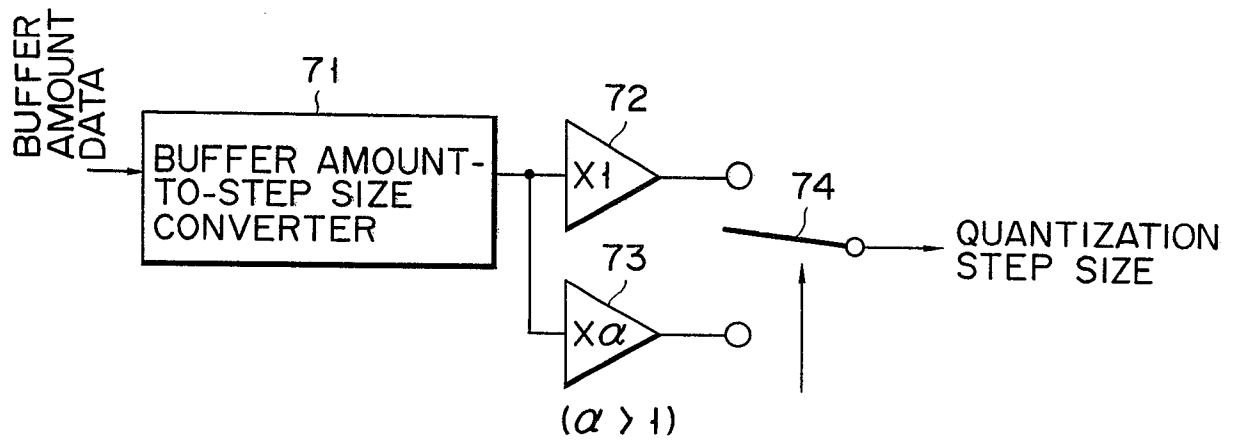 BUFFER
AMOUNT
DATA
71
BUFFER AMOUNT-
TO-STEP SIZE
CONVERTER
72
X1
73
Xα
(α > 1)
74
QUANTIZATION
STEP SIZE